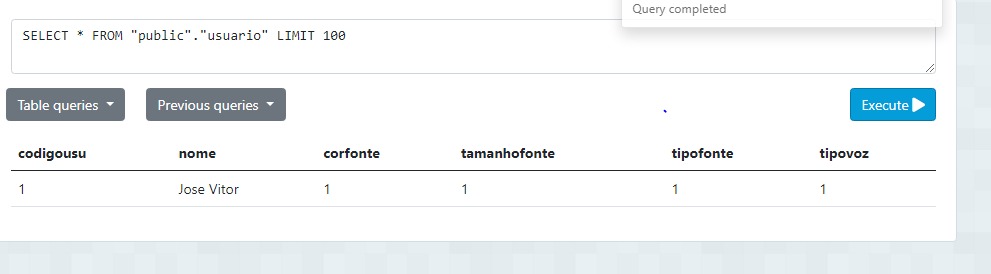 Query completed
SELECT * FROM "public"."usuario" LIMIT 100
Table queries Previous queries Execute
codigousu nome corfonte tamanhofonte tipofonte tipovoz
1 Jose Vitor 1 1 1 1